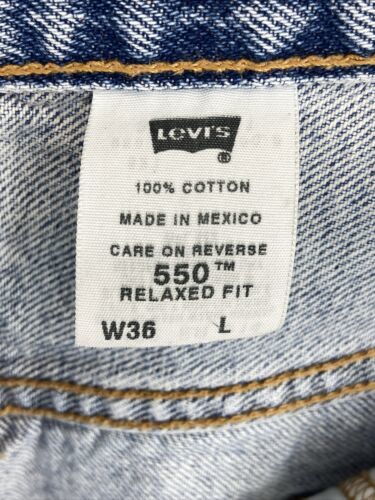 Levi's
®
100% COTTON
MADE IN MEXICO
CARE ON REVERSE
550™
RELAXED FIT
W36 L